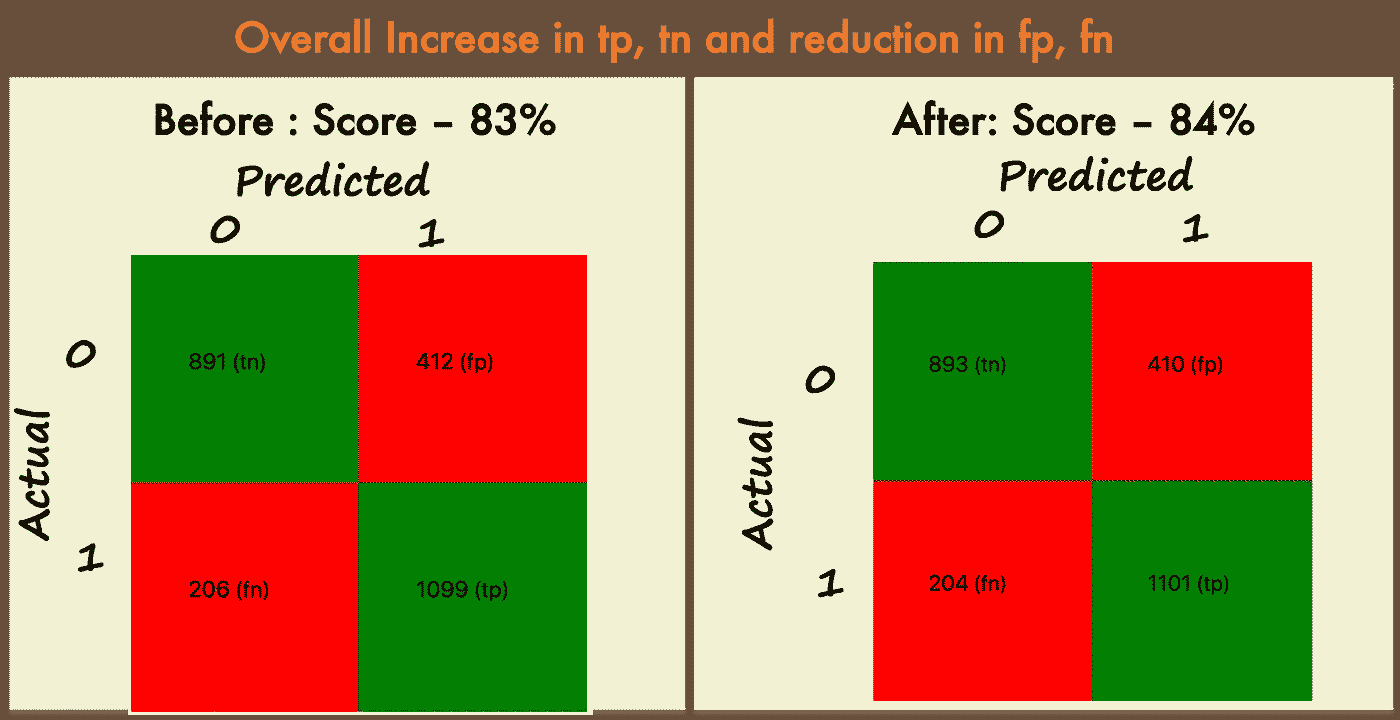 Overall Increase in tp, tn and reduction in fp, fn
Before : Score – 83%
Predicted
0 1
0
891 (tn) 412 (fp)
Actual
1
206 (fn) 1099 (tp)
After: Score – 84%
Predicted
0 1
0
893 (tn) 410 (fp)
Actual
1
204 (fn) 1101 (tp)